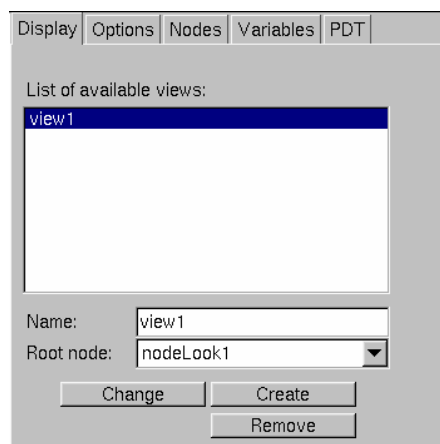 Display Options Nodes Variables PDT
List of available views:
view1
Name: view1
Root node: nodeLook1
Change Create
Remove